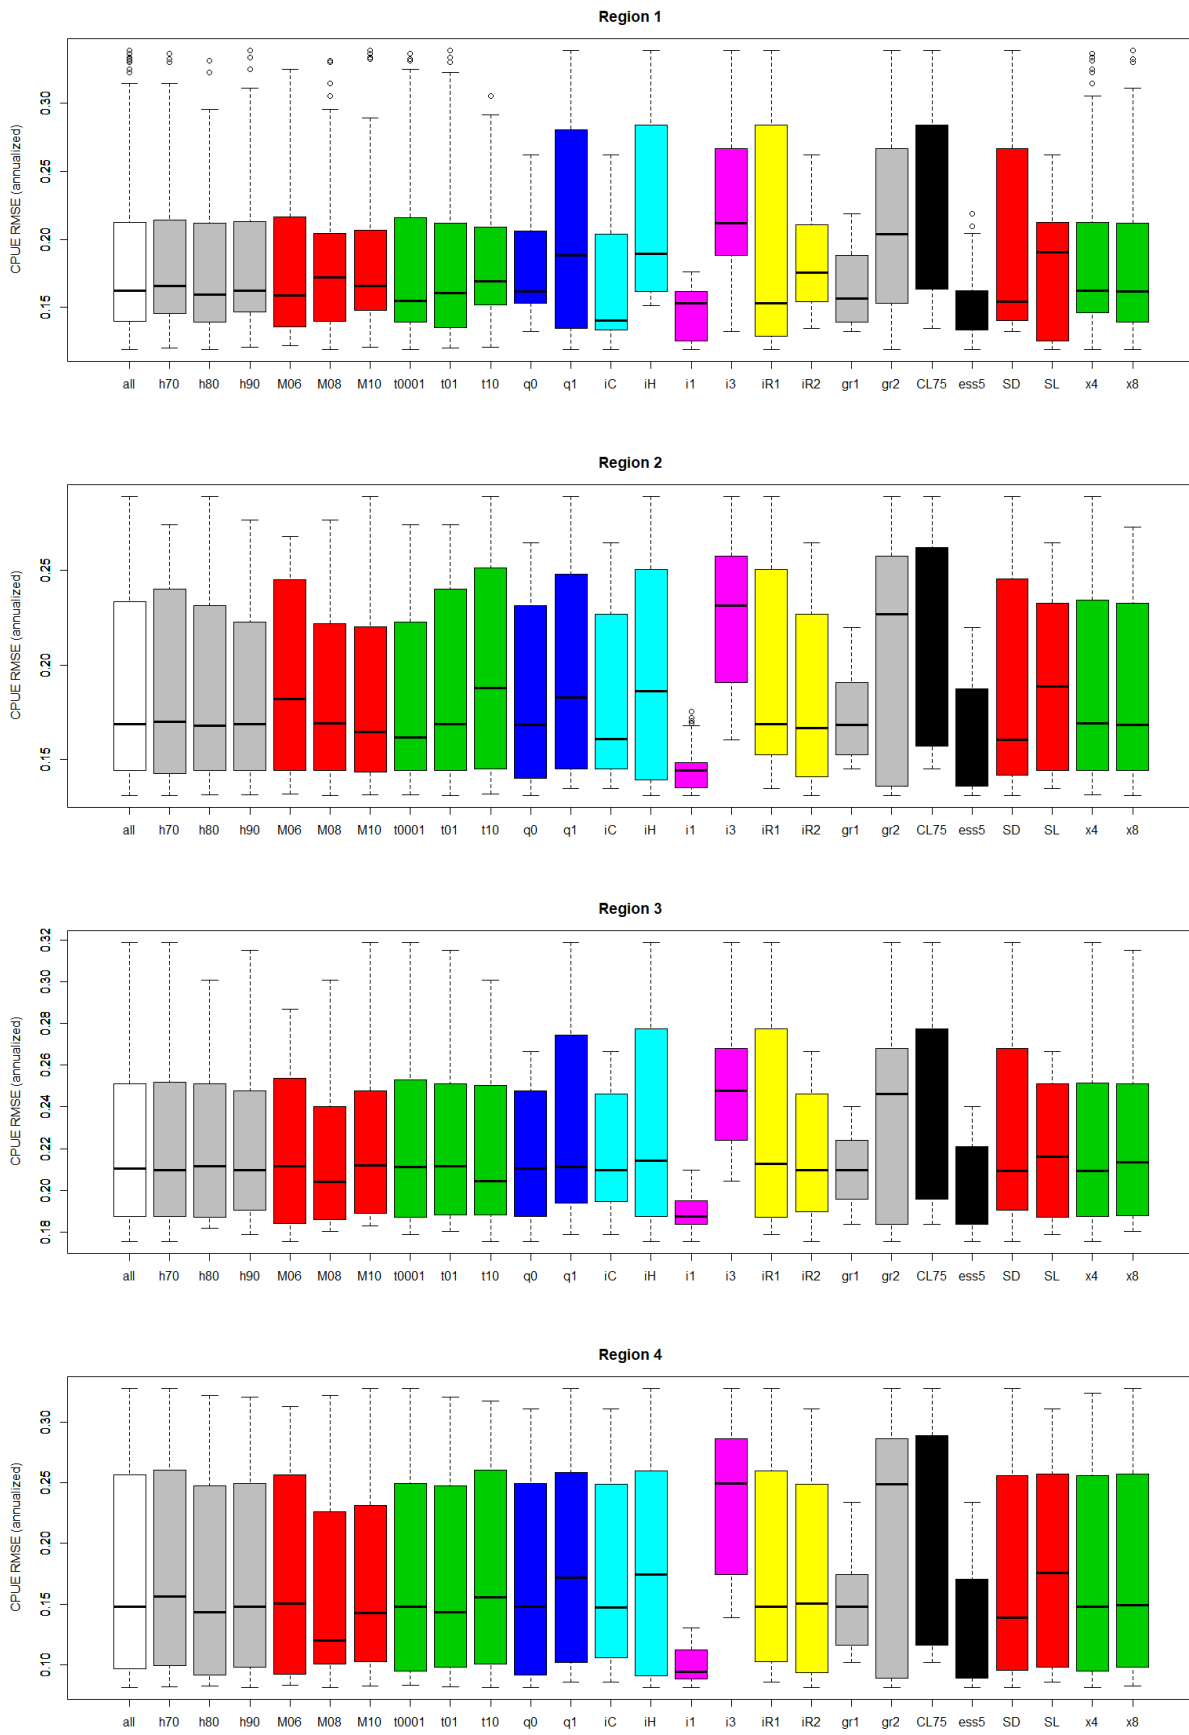 Region 1
CPUE RMSE (annualized)
0.30
0.25
0.20
0.15
all h70 h80 h90 M06 M08 M10 t0001 t01 t10 q0 q1 iC iH i1 i3 iR1 iR2 gr1 gr2 CL75 ess5 SD SL x4 x8
Region 2
CPUE RMSE (annualized)
0.25
0.20
0.15
all h70 h80 h90 M06 M08 M10 t0001 t01 t10 q0 q1 iC iH i1 i3 iR1 iR2 gr1 gr2 CL75 ess5 SD SL x4 x8
Region 3
CPUE RMSE (annualized)
0.32
0.30
0.28
0.26
0.24
0.22
0.20
0.18
all h70 h80 h90 M06 M08 M10 t0001 t01 t10 q0 q1 iC iH i1 i3 iR1 iR2 gr1 gr2 CL75 ess5 SD SL x4 x8
Region 4
CPUE RMSE (annualized)
0.30
0.25
0.20
0.15
0.10
all h70 h80 h90 M06 M08 M10 t0001 t01 t10 q0 q1 iC iH i1 i3 iR1 iR2 gr1 gr2 CL75 ess5 SD SL x4 x8